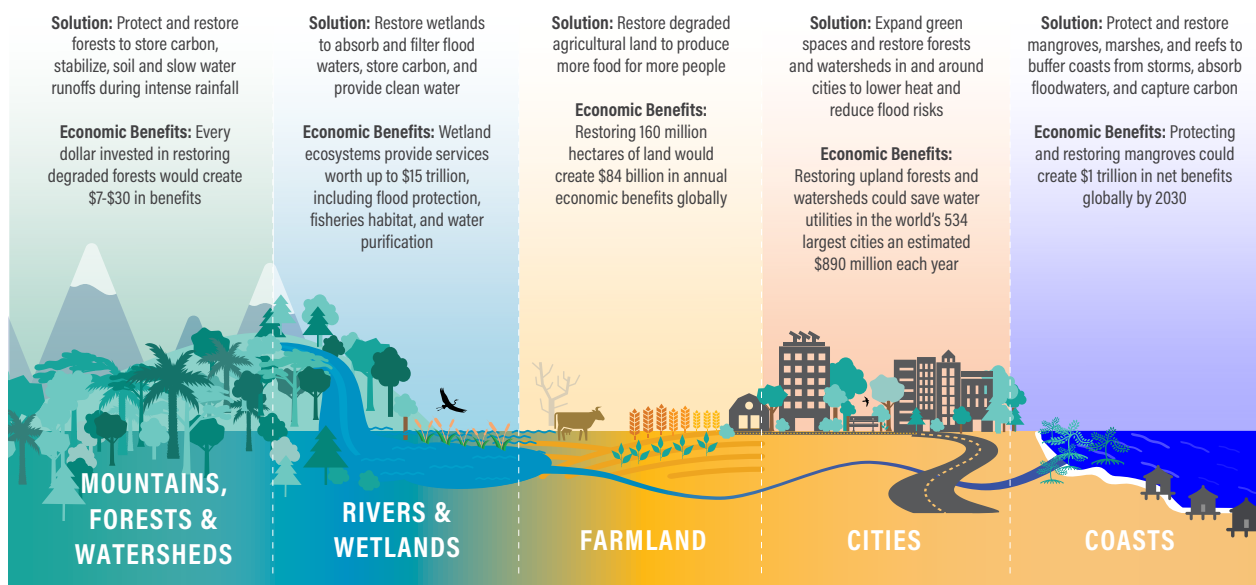 Solution: Protect and restore
forests to store carbon,
stabilize, soil and slow water
runoffs during intense rainfall
Economic Benefits: Every
dollar invested in restoring
degraded forests would create
$7-$30 in benefits
MOUNTAINS,
FORESTS &
WATERSHEDS
Solution: Restore wetlands
to absorb and filter flood
waters, store carbon, and
provide clean water
Economic Benefits: Wetland
ecosystems provide services
worth up to $15 trillion,
including flood protection,
fisheries habitat, and water
purification
RIVERS &
WETLANDS
Solution: Restore degraded
agricultural land to produce
more food for more people
Economic Benefits:
Restoring 160 million
hectares of land would
create $84 billion in annual
economic benefits globally
FARMLAND
Solution: Expand green
spaces and restore forests
and watersheds in and around
cities to lower heat and
reduce flood risks
Economic Benefits:
Restoring upland forests and
watersheds could save water
utilities in the world's 534
largest cities an estimated
$890 million each year
CITIES
Solution: Protect and restore
mangroves, marshes, and reefs to
buffer coasts from storms, absorb
floodwaters, and capture carbon
Economic Benefits: Protecting
and restoring mangroves could
create $1 trillion in net benefits
globally by 2030
COASTS